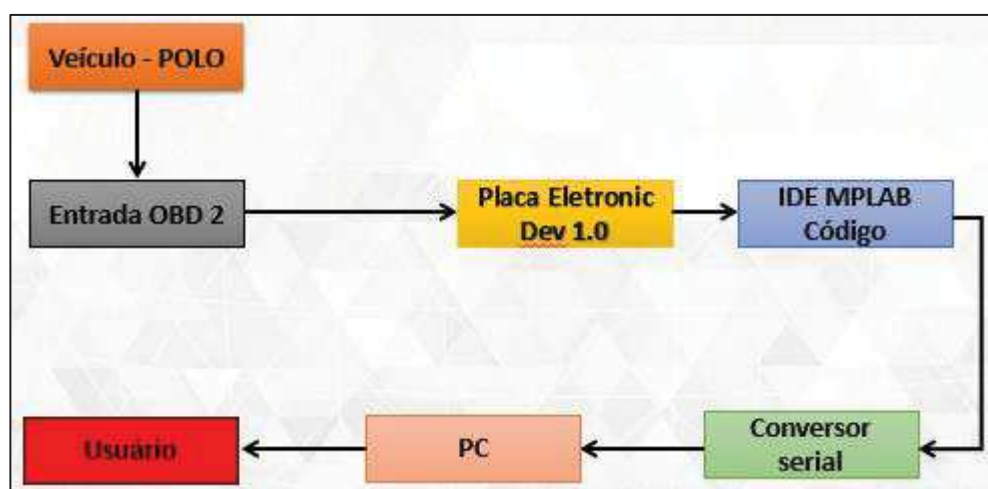 Veículo - POLO
Entrada OBD 2
Placa Eletronic
Dev 1.0
IDE MPLAB
Código
Conversor
serial
PC
Usuário